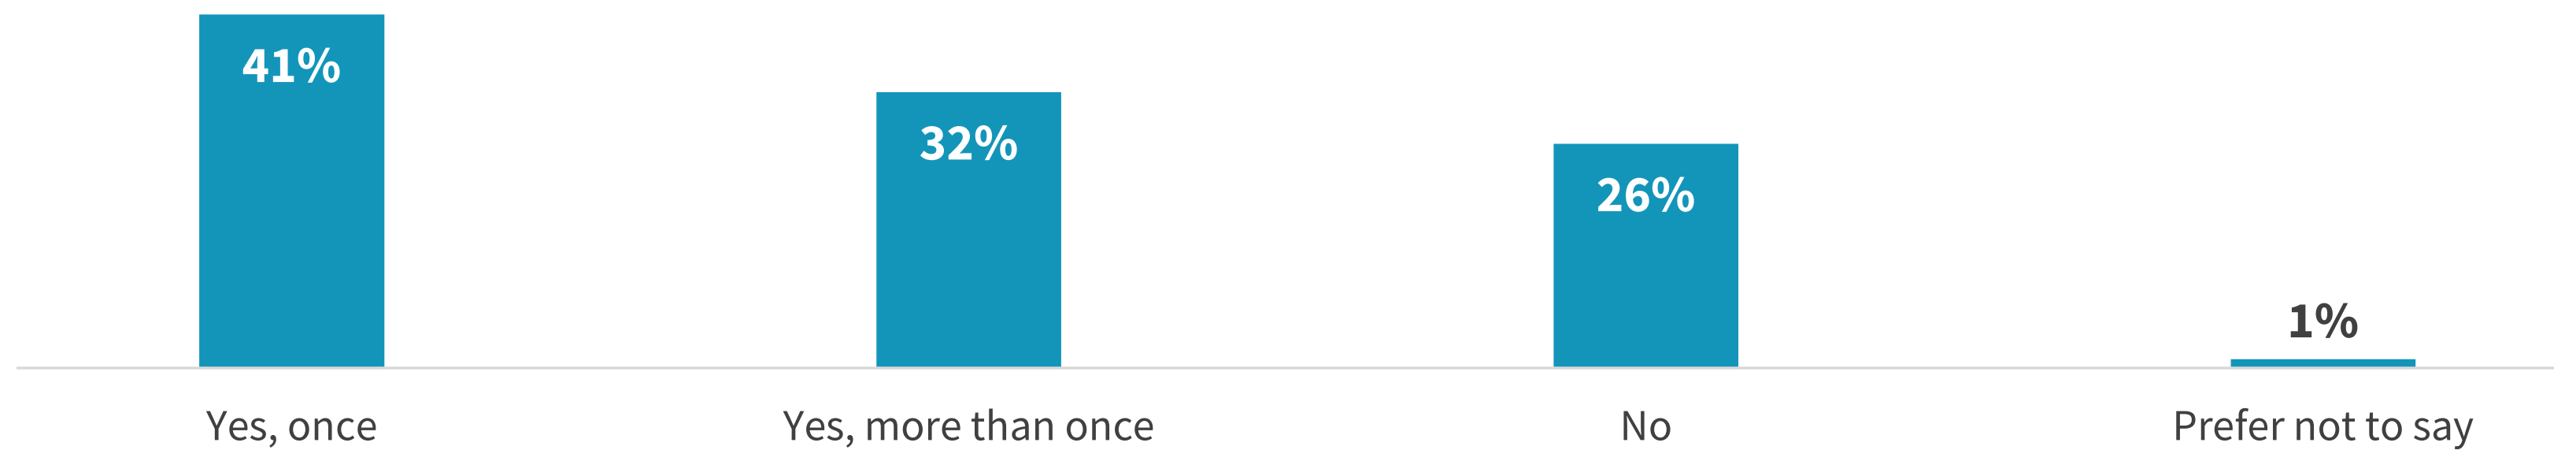 41%
32%
26%
1%
Yes, once
Yes, more than once
No
Prefer not to say